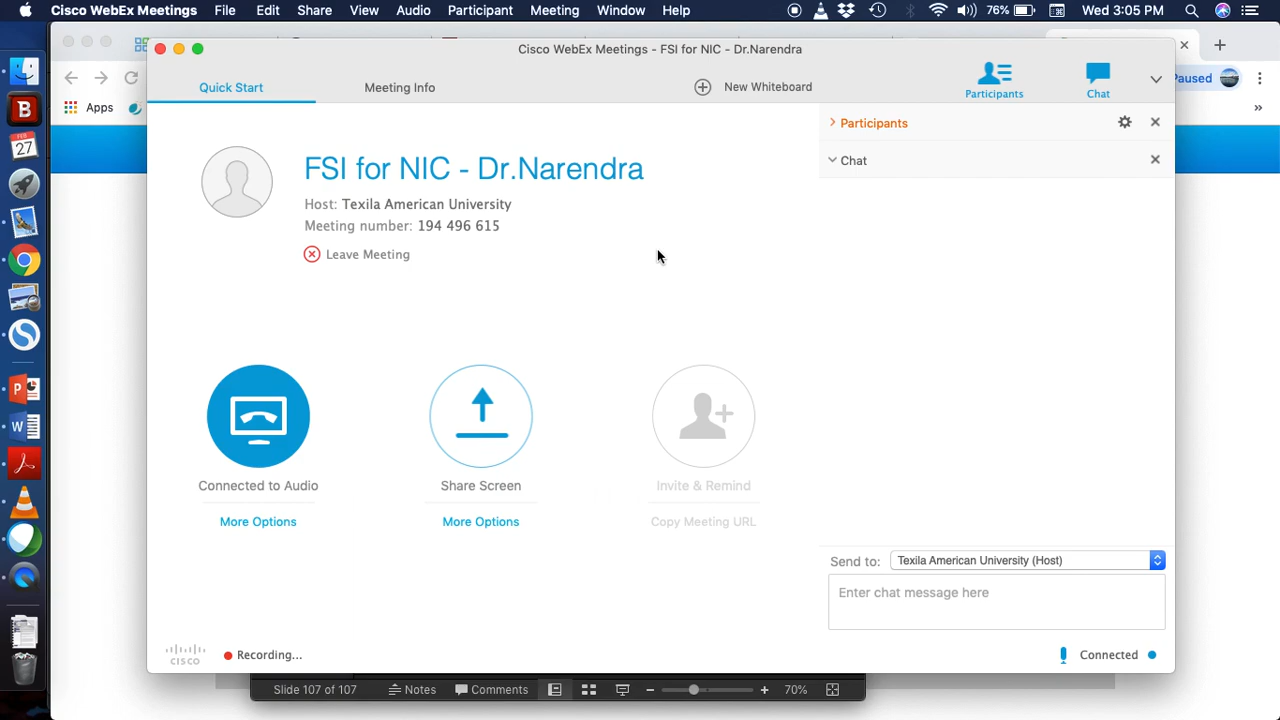 BlueJeans Meetings File Edit Share View Audio Participant Meeting Window Help 76% Wed 3:05 PM
Cisco WebEx Meetings - FSI for NIC - Dr.Narendra
Quick Start Meeting Info New Whiteboard Participants Chat
Paused
Apps
»
Participants
Chat
FSI for NIC - Dr.Narendra
Host: Texila American University
Meeting number: 194 496 615
Leave Meeting
FEB
27
Connected to Audio Share Screen Invite & Remind
More Options More Options Copy Meeting URL
Send to: Texila American University (Host)
Enter chat message here
CISCO Recording... Connected
Slide 107 of 107 Notes Comments 70%